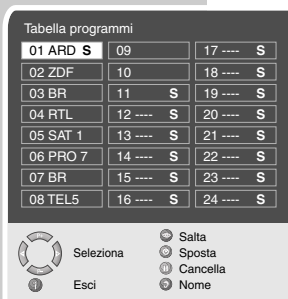 Tabella programmi
01 ARD S 09 17 ---- S
02 ZDF 10 18 ---- S
03 BR 11 S 19 ---- S
04 RTL 12 ---- S 20 ---- S
05 SAT 1 13 ---- S 21 ---- S
06 PRO 7 14 ---- S 22 ---- S
07 BR 15 ---- S 23 ---- S
08 TEL5 16 ---- S 24 ---- S
Salta
Seleziona Sposta
Cancella
Esci Nome